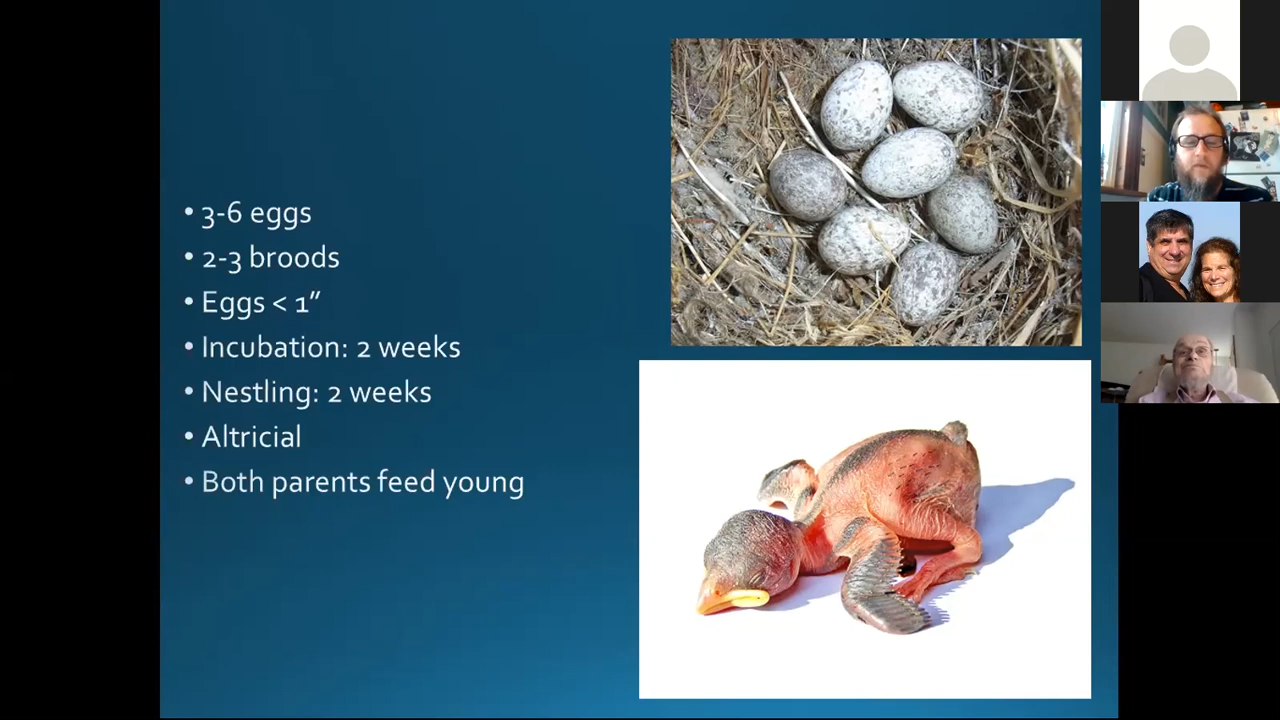 • 3-6 eggs
• 2-3 broods
• Eggs < 1”
• Incubation: 2 weeks
• Nestling: 2 weeks
• Altricial
• Both parents feed young